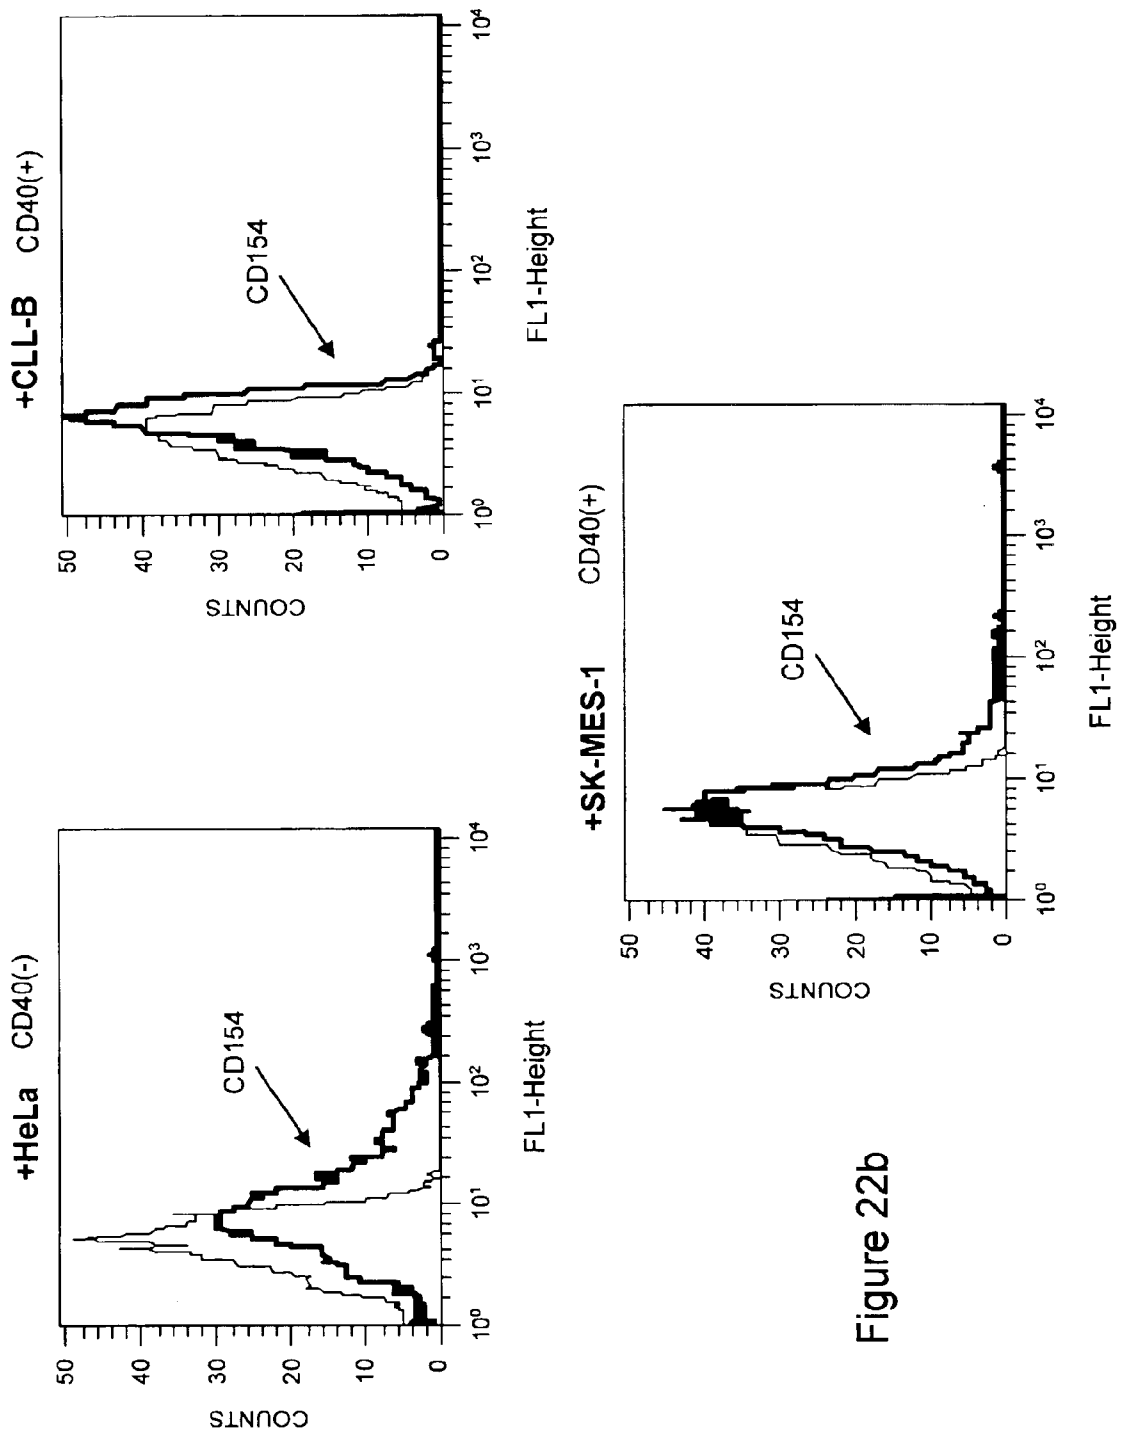 +HeLa CD40(-)
50
40
30
20
10
0
COUNTS
CD154
10⁰ 10¹ 10² 10³ 10⁴
FL1-Height
+CLL-B CD40(+)
50
40
30
20
10
0
COUNTS
CD154
10⁰ 10¹ 10² 10³ 10⁴
FL1-Height
+SK-MES-1 CD40(+)
50
40
30
20
10
0
COUNTS
CD154
10⁰ 10¹ 10² 10³ 10⁴
FL1-Height
Figure 22b